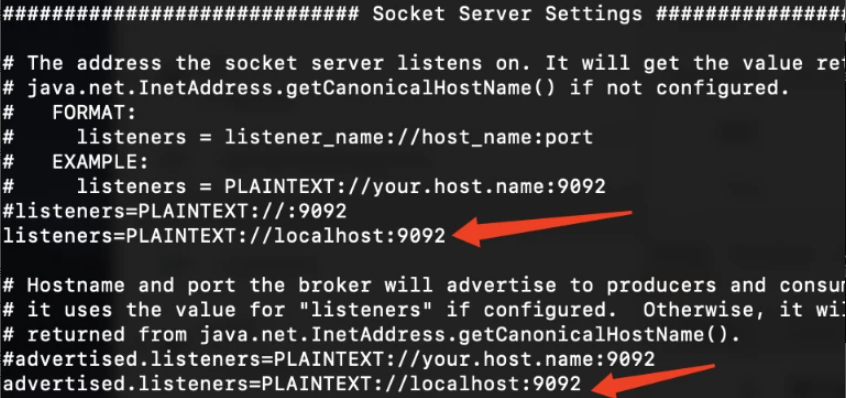 ############################# Socket Server Settings ################
# The address the socket server listens on. It will get the value
# java.net.InetAddress.getCanonicalHostName() if not configured.
#   FORMAT:
#     listeners = listener_name://host_name:port
#   EXAMPLE:
#     listeners = PLAINTEXT://your.host.name:9092
#listeners=PLAINTEXT://:9092
listeners=PLAINTEXT://localhost:9092
# Hostname and port the broker will advertise to producers and
# it uses the value for "listeners" if configured.  Otherwise, it
# returned from java.net.InetAddress.getCanonicalHostName().
#advertised.listeners=PLAINTEXT://your.host.name:9092
advertised.listeners=PLAINTEXT://localhost:9092